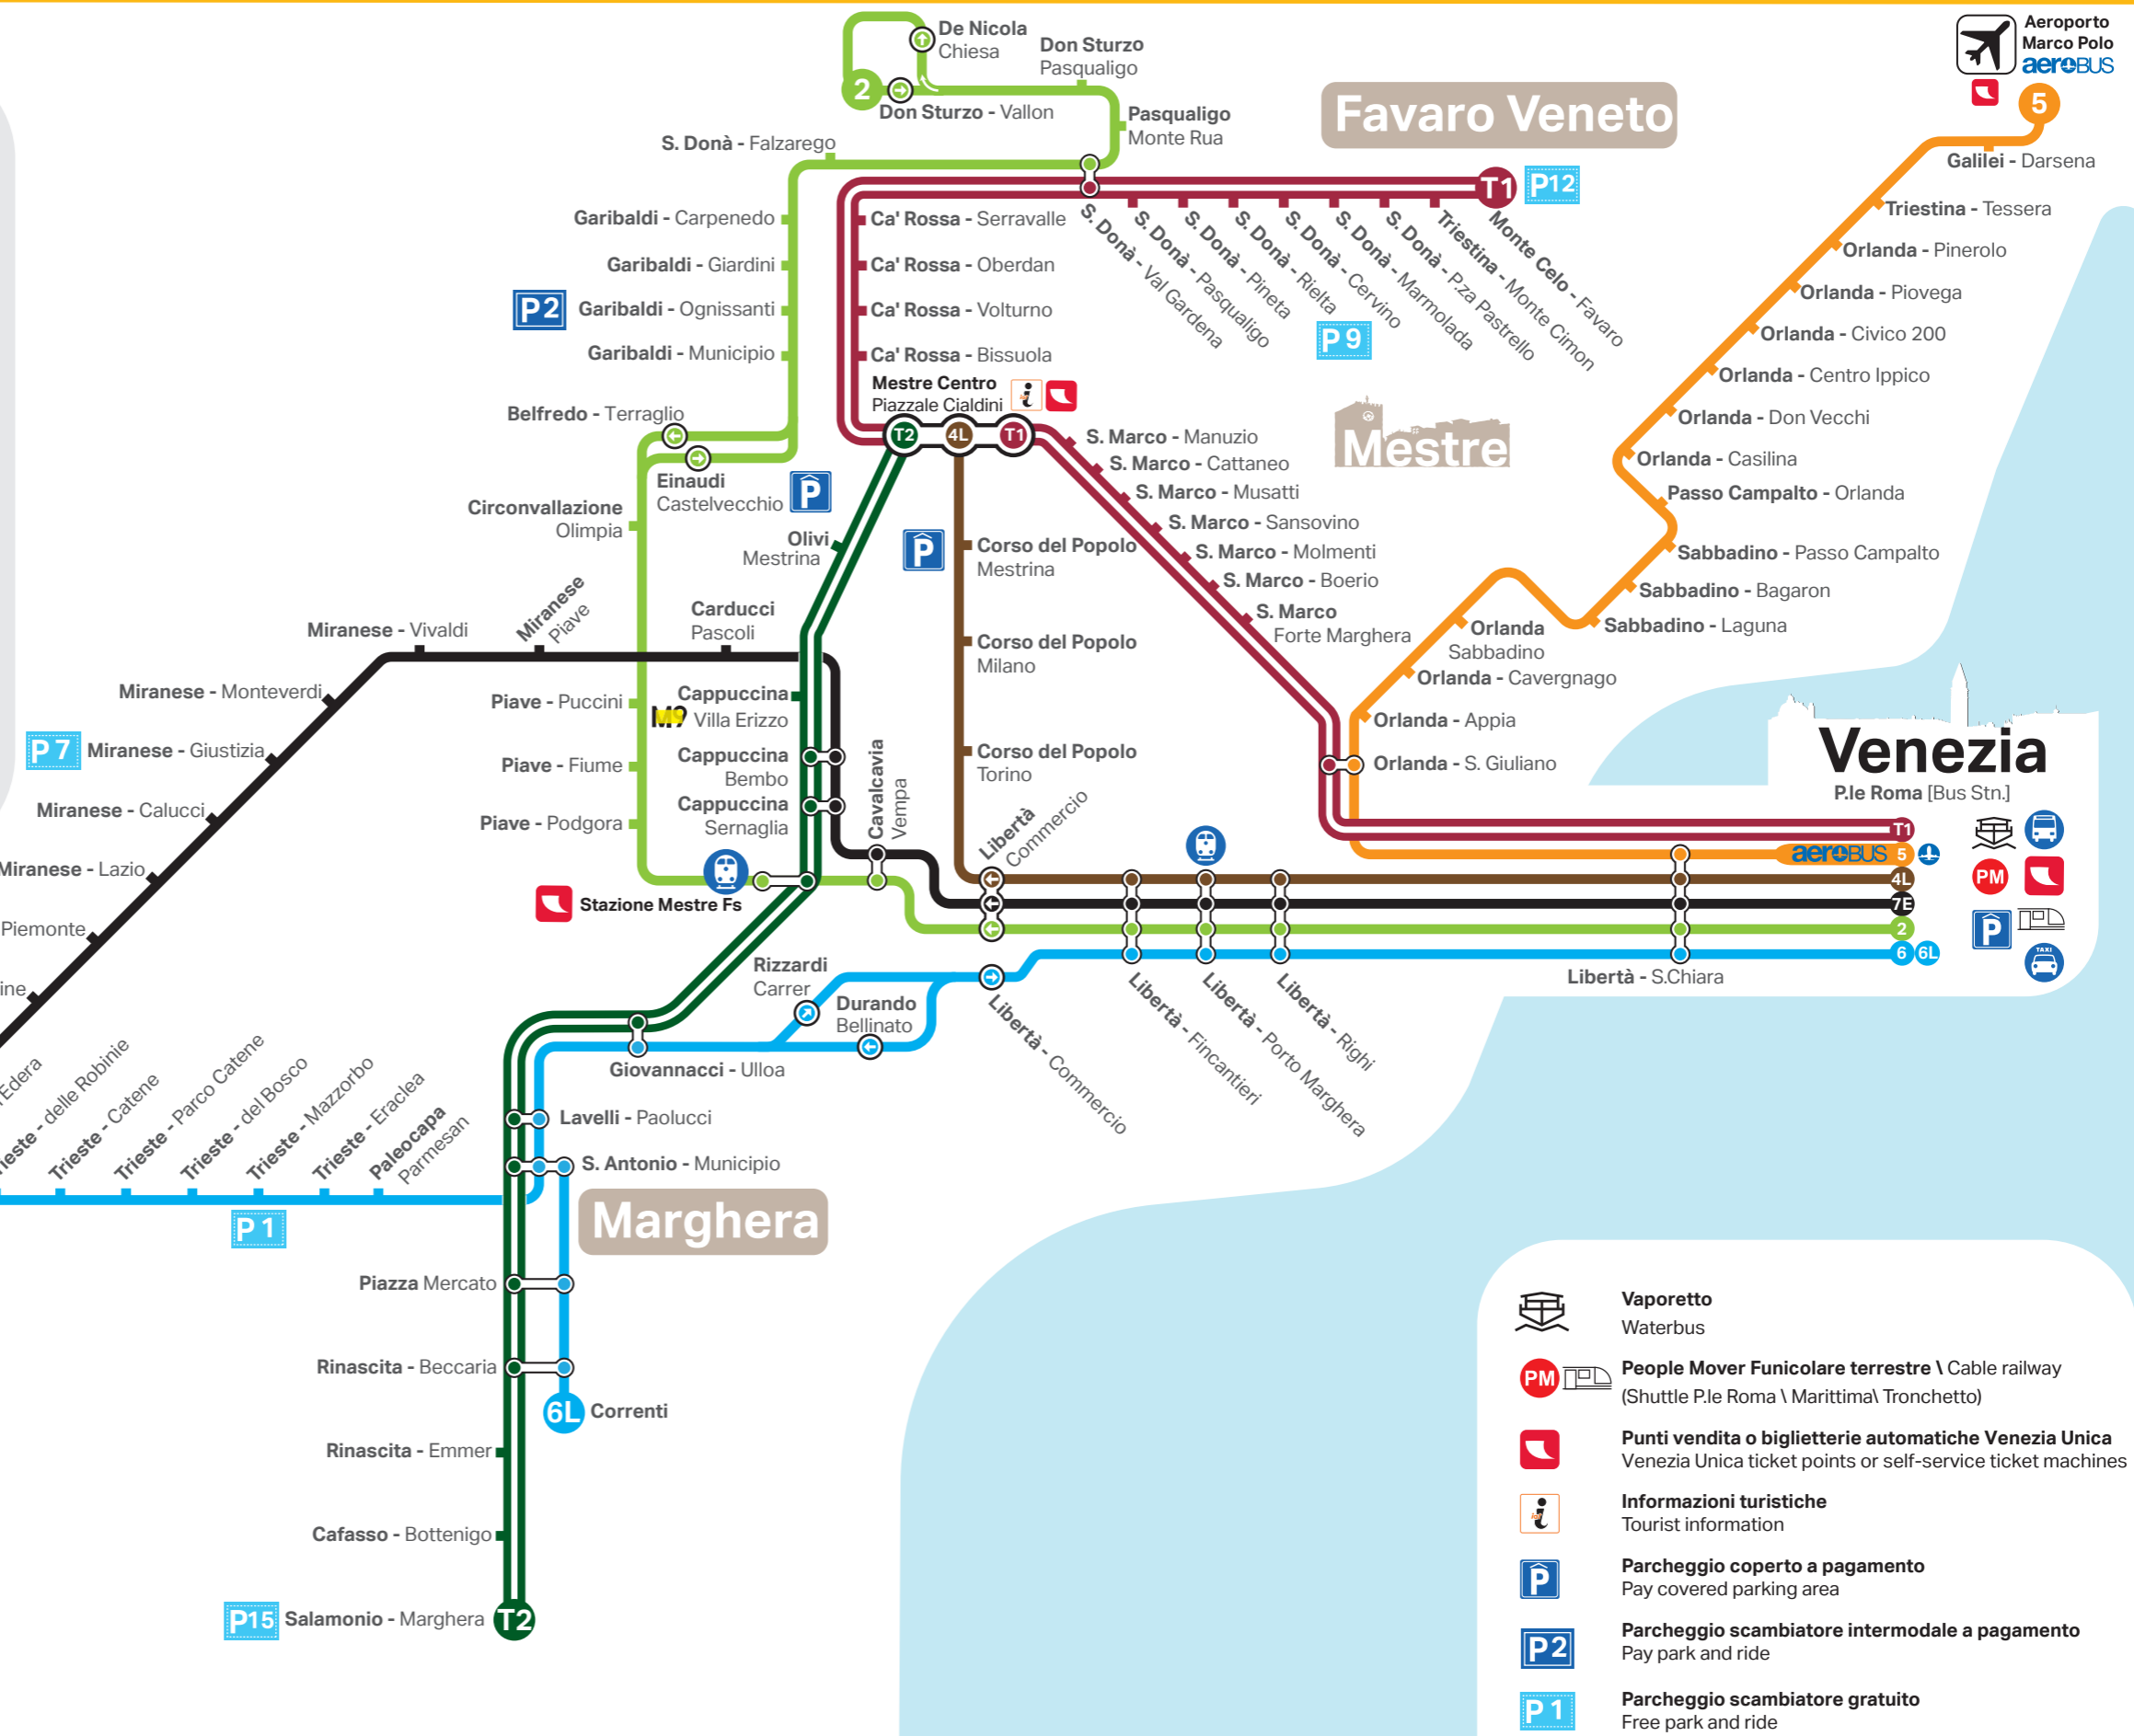 De Nicola
Chiesa
Don Sturzo
Pasqualigo
2
Don Sturzo - Vallon
Pasqualigo
Monte Rua
S. Donà - Falzarego
Favaro Veneto
Aeroporto
Marco Polo
aeroBUS
5
Galilei - Darsena
Triestina - Tessera
Orlanda - Pinerolo
Orlanda - Piovega
Orlanda - Civico 200
Orlanda - Centro Ippico
Orlanda - Don Vecchi
Orlanda - Casilina
Passo Campalto - Orlanda
Sabbadino - Passo Campalto
Sabbadino - Bagaron
Sabbadino - Laguna
Orlanda
Sabbadino
Orlanda - Cavergnago
Orlanda - Appia
Orlanda - S. Giuliano
T1
P12
S. Donà - Val Gardena
S. Donà - Pasqualigo
S. Donà - Pineta
S. Donà - Rielta
S. Donà - Cervino
S. Donà - Marmolada
S. Donà - P.za Pastrello
Triestina - Monte Cimon
Monte Celo - Favaro
P 9
Garibaldi - Carpenedo
Garibaldi - Giardini
P2
Garibaldi - Ognissanti
Garibaldi - Municipio
Belfredo - Terraglio
Einaudi
Castelvecchio
P
Circonvallazione
Olimpia
Ca' Rossa - Serravalle
Ca' Rossa - Oberdan
Ca' Rossa - Volturno
Ca' Rossa - Bissuola
Mestre Centro
Piazzale Cialdini
i
T2
4L
T1
Mestre
S. Marco - Manuzio
S. Marco - Cattaneo
S. Marco - Musatti
S. Marco - Sansovino
S. Marco - Molmenti
S. Marco - Boerio
S. Marco
Forte Marghera
Olivi
Mestrina
P
Corso del Popolo
Mestrina
Corso del Popolo
Milano
Corso del Popolo
Torino
Miranese - Vivaldi
Miranese
Piave
Carducci
Pascoli
Miranese - Monteverdi
P 7
Miranese - Giustizia
Miranese - Calucci
Miranese - Lazio
Piemonte
ine
Piave - Puccini
Piave - Fiume
Piave - Podgora
Cappuccina
M9 Villa Erizzo
Cappuccina
Bembo
Cappuccina
Sernaglia
Cavalcavia
Vempa
Libertà
Commercio
Stazione Mestre Fs
Venezia
P.le Roma [Bus Stn.]
T1
aeroBUS 5
4L
7E
2
6 6L
PM
P
TAXI
Libertà - S.Chiara
Rizzardi
Carrer
Durando
Bellinato
Libertà - Commercio
Libertà - Fincantieri
Libertà - Porto Marghera
Libertà - Righi
Giovannacci - Ulloa
Lavelli - Paolucci
S. Antonio - Municipio
Edera
rieste - delle Robinie
Trieste - Catene
Trieste - Parco Catene
Trieste - del Bosco
Trieste - Mazzorbo
Trieste - Eraclea
Paleocapa
Parmesan
P 1
Marghera
Piazza Mercato
Rinascita - Beccaria
6L Correnti
Rinascita - Emmer
Cafasso - Bottenigo
P15 Salamonio - Marghera T2
Vaporetto
Waterbus
PM
People Mover Funicolare terrestre \ Cable railway
(Shuttle P.le Roma \ Marittima\ Tronchetto)
Punti vendita o biglietterie automatiche Venezia Unica
Venezia Unica ticket points or self-service ticket machines
i
Informazioni turistiche
Tourist information
P
Parcheggio coperto a pagamento
Pay covered parking area
P2
Parcheggio scambiatore intermodale a pagamento
Pay park and ride
P 1
Parcheggio scambiatore gratuito
Free park and ride